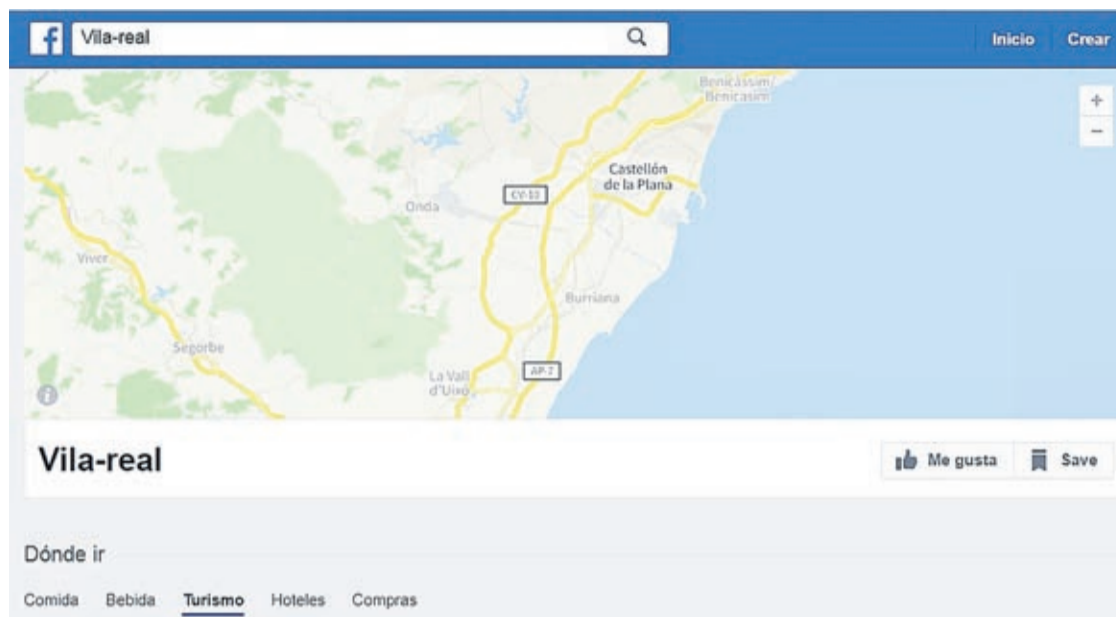 Vila-real
Inicio Crear
Benicàssim/
Benicasim
Castellón
de la Plana
CV-10
Onda
Viver
Burriana
Segorbe
La Vall
d'Uixó
AP-7
Vila-real
Me gusta Save
Dónde ir
Comida Bebida Turismo Hoteles Compras